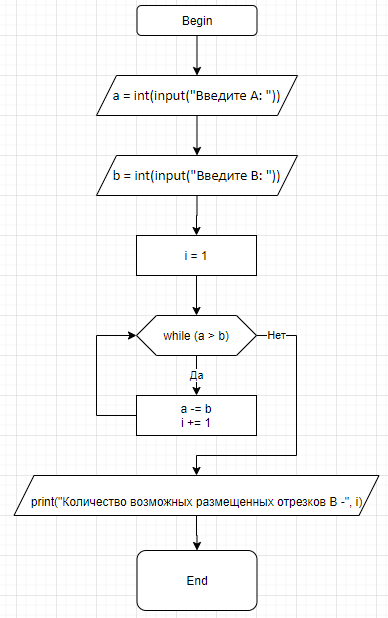 Begin
a = int(input("Введите A: "))
b = int(input("Введите B: "))
i = 1
while (a > b)
Нет
Да
a -= b
i += 1
print("Количество возможных размещенных отрезков B -", i)
End